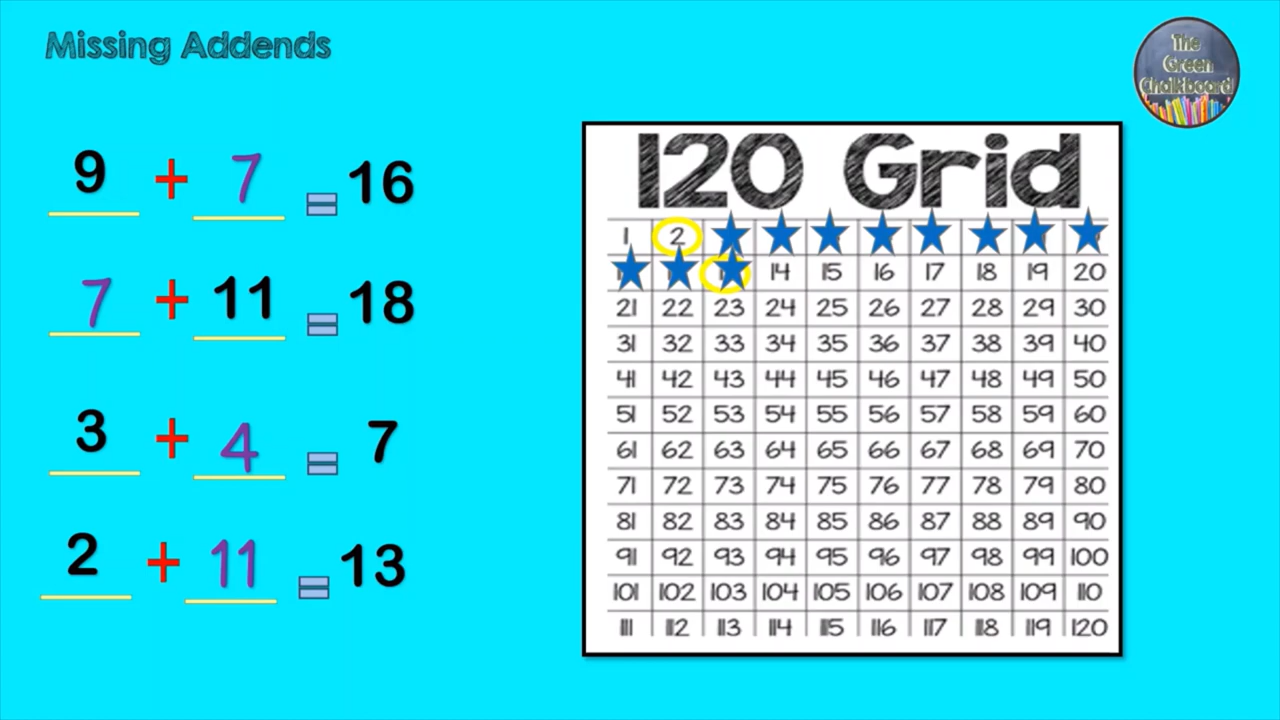 Missing Addends
The
Green
Chalkboard
9 + 7 = 16
7 + 11 = 18
3 + 4 = 7
2 + 11 = 13
120 Grid
1 2
14 15 16 17 18 19 20
21 22 23 24 25 26 27 28 29 30
31 32 33 34 35 36 37 38 39 40
41 42 43 44 45 46 47 48 49 50
51 52 53 54 55 56 57 58 59 60
61 62 63 64 65 66 67 68 69 70
71 72 73 74 75 76 77 78 79 80
81 82 83 84 85 86 87 88 89 90
91 92 93 94 95 96 97 98 99 100
101 102 103 104 105 106 107 108 109 110
111 112 113 114 115 116 117 118 119 120